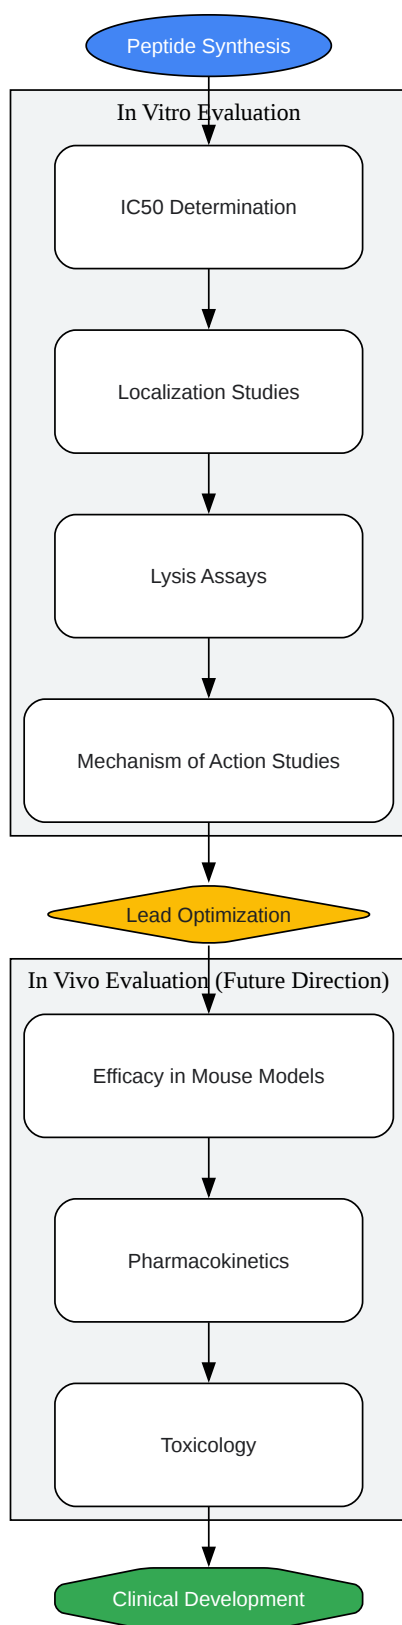 Peptide Synthesis
In Vitro Evaluation
IC50 Determination
Localization Studies
Lysis Assays
Mechanism of Action Studies
Lead Optimization
In Vivo Evaluation (Future Direction)
Efficacy in Mouse Models
Pharmacokinetics
Toxicology
Clinical Development